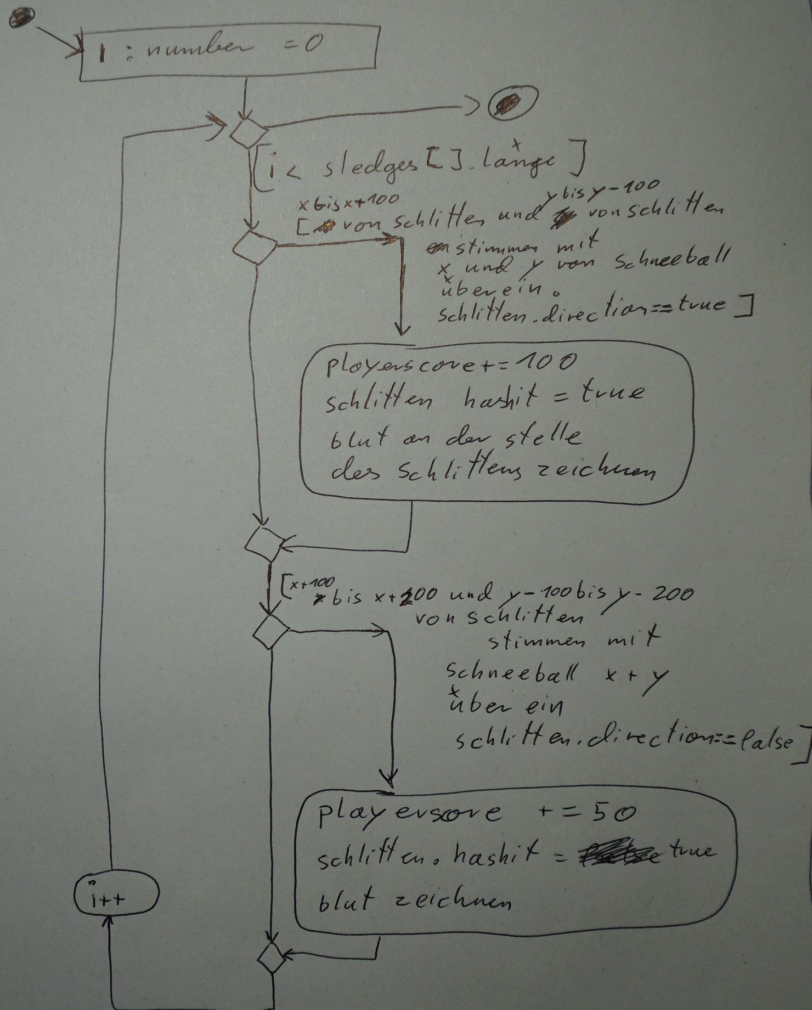 i : number = 0
[i < sledges[].länge]
x bis x+100
y bis y-100
[von schlitten und von schlitten
stimmen mit
x und y von schneeball
überein.
schlitten.direction==true]
playerscore+=100
schlitten hashit = true
blut an der stelle
des schlittens zeichnen
[x+100
bis x+200 und y-100 bis y-200
von schlitten
stimmen mit
schneeball x+y
über ein
schlitten.direction==false]
playerscore += 50
schlitten.hashit = true
blut zeichnen
i++